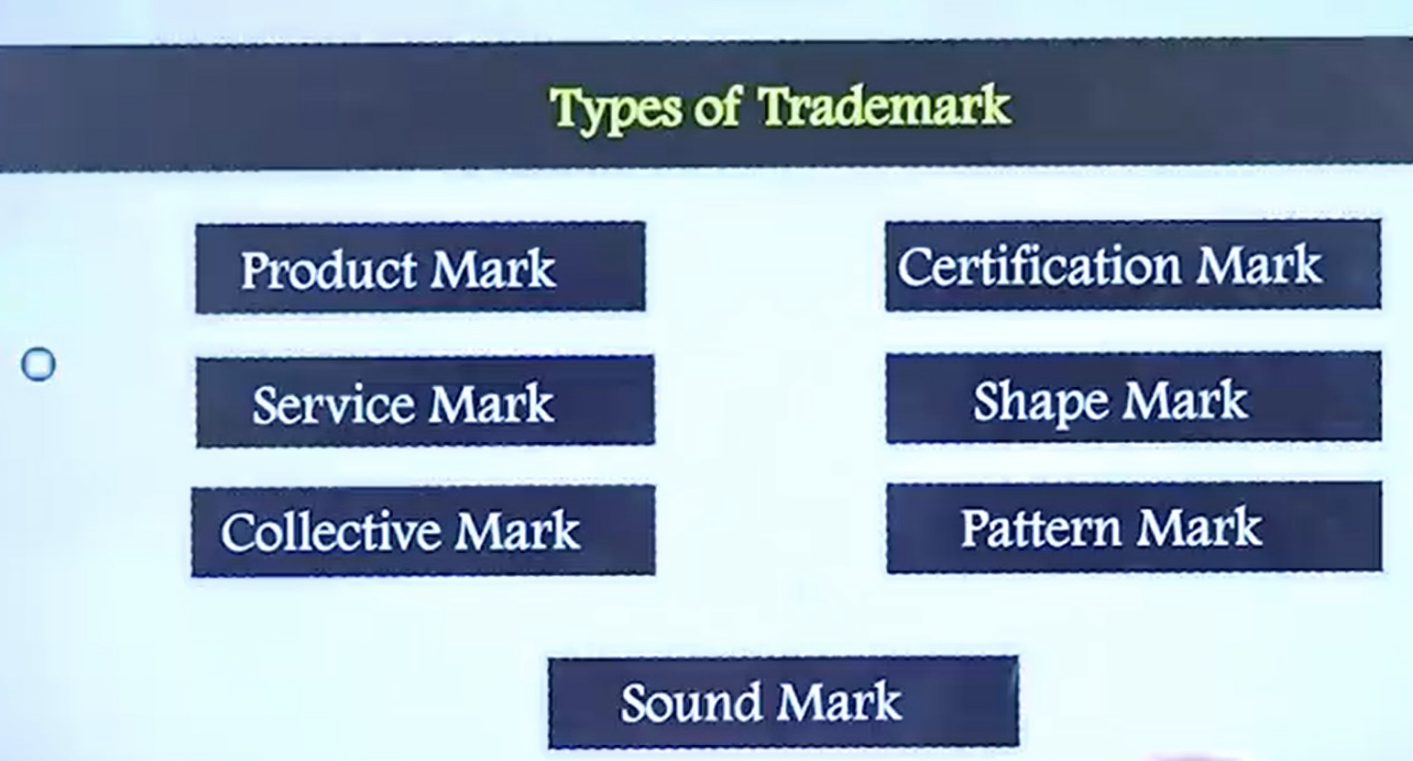 Types of Trademark
Product Mark
Certification Mark
Service Mark
Shape Mark
Collective Mark
Pattern Mark
Sound Mark